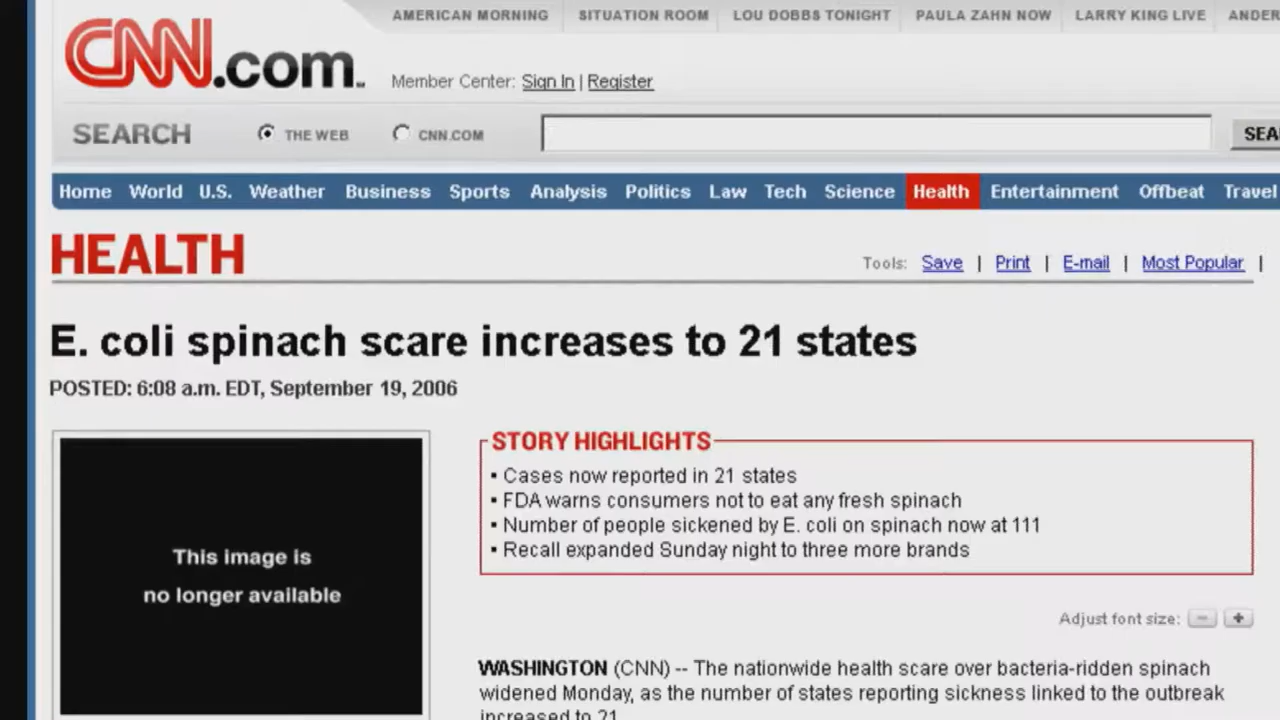 AMERICAN MORNING SITUATION ROOM LOU DOBBS TONIGHT PAULA ZAHN NOW LARRY KING LIVE ANDER
CNN.com
Member Center: Sign In | Register
SEARCH THE WEB CNN.COM SEA
Home World U.S. Weather Business Sports Analysis Politics Law Tech Science Health Entertainment Offbeat Travel
HEALTH
Tools: Save | Print | E-mail | Most Popular |
E. coli spinach scare increases to 21 states
POSTED: 6:08 a.m. EDT, September 19, 2006
This image is
no longer available
STORY HIGHLIGHTS
▪ Cases now reported in 21 states
▪ FDA warns consumers not to eat any fresh spinach
▪ Number of people sickened by E. coli on spinach now at 111
▪ Recall expanded Sunday night to three more brands
Adjust font size: − +
WASHINGTON (CNN) -- The nationwide health scare over bacteria-ridden spinach
widened Monday, as the number of states reporting sickness linked to the outbreak
increased to 21